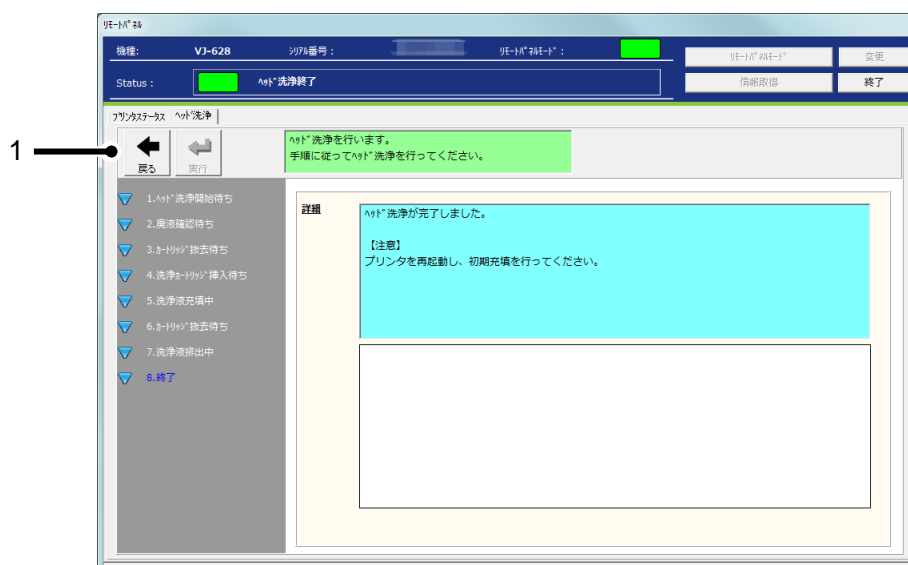 ﾘﾓｰﾄﾊﾟﾈﾙ
機種: VJ-628 ｼﾘｱﾙ番号： ﾘﾓｰﾄﾊﾟﾈﾙﾓｰﾄﾞ： ﾘﾓｰﾄﾊﾟﾈﾙﾓｰﾄﾞ 変更
Status： ﾍｯﾄﾞ洗浄終了 情報取得 終了
ﾌﾟﾘﾝﾀｽﾃｰﾀｽ ﾍｯﾄﾞ洗浄
1
戻る 実行
ﾍｯﾄﾞ洗浄を行います。
手順に従ってﾍｯﾄﾞ洗浄を行ってください。
1.ﾍｯﾄﾞ洗浄開始待ち
2.廃液確認待ち
3.ｶｰﾄﾘｯｼﾞ抜去待ち
4.洗浄ｶｰﾄﾘｯｼﾞ挿入待ち
5.洗浄液充填中
6.ｶｰﾄﾘｯｼﾞ抜去待ち
7.洗浄液排出中
8.終了
詳細
ﾍｯﾄﾞ洗浄が完了しました。
【注意】
プリンタを再起動し、初期充填を行ってください。